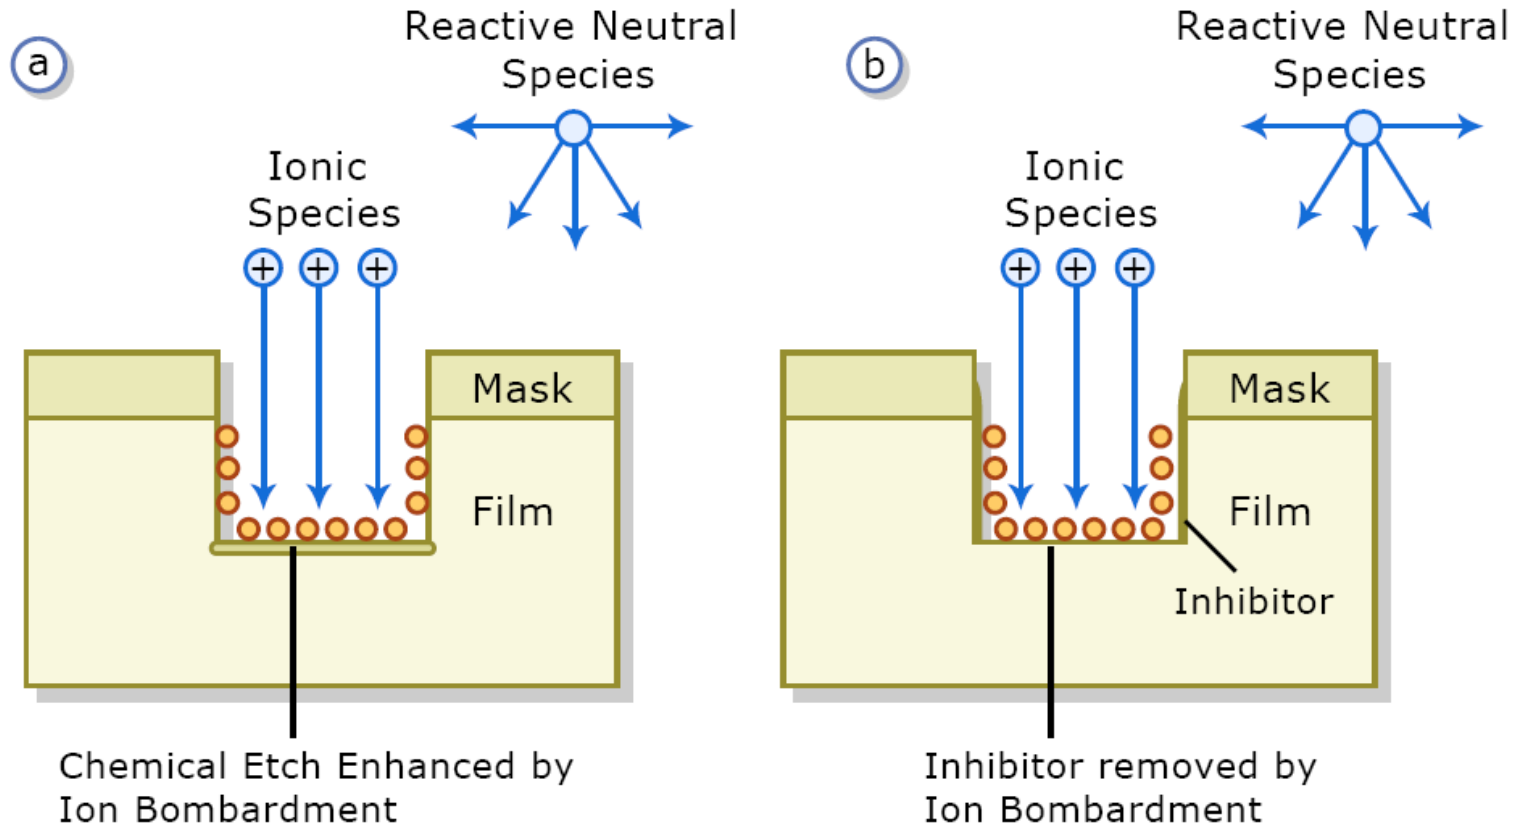 a
Reactive Neutral
Species
Ionic
Species
+ + +
Mask
Film
Chemical Etch Enhanced by
Ion Bombardment
b
Reactive Neutral
Species
Ionic
Species
+ + +
Mask
Film
Inhibitor
Inhibitor removed by
Ion Bombardment